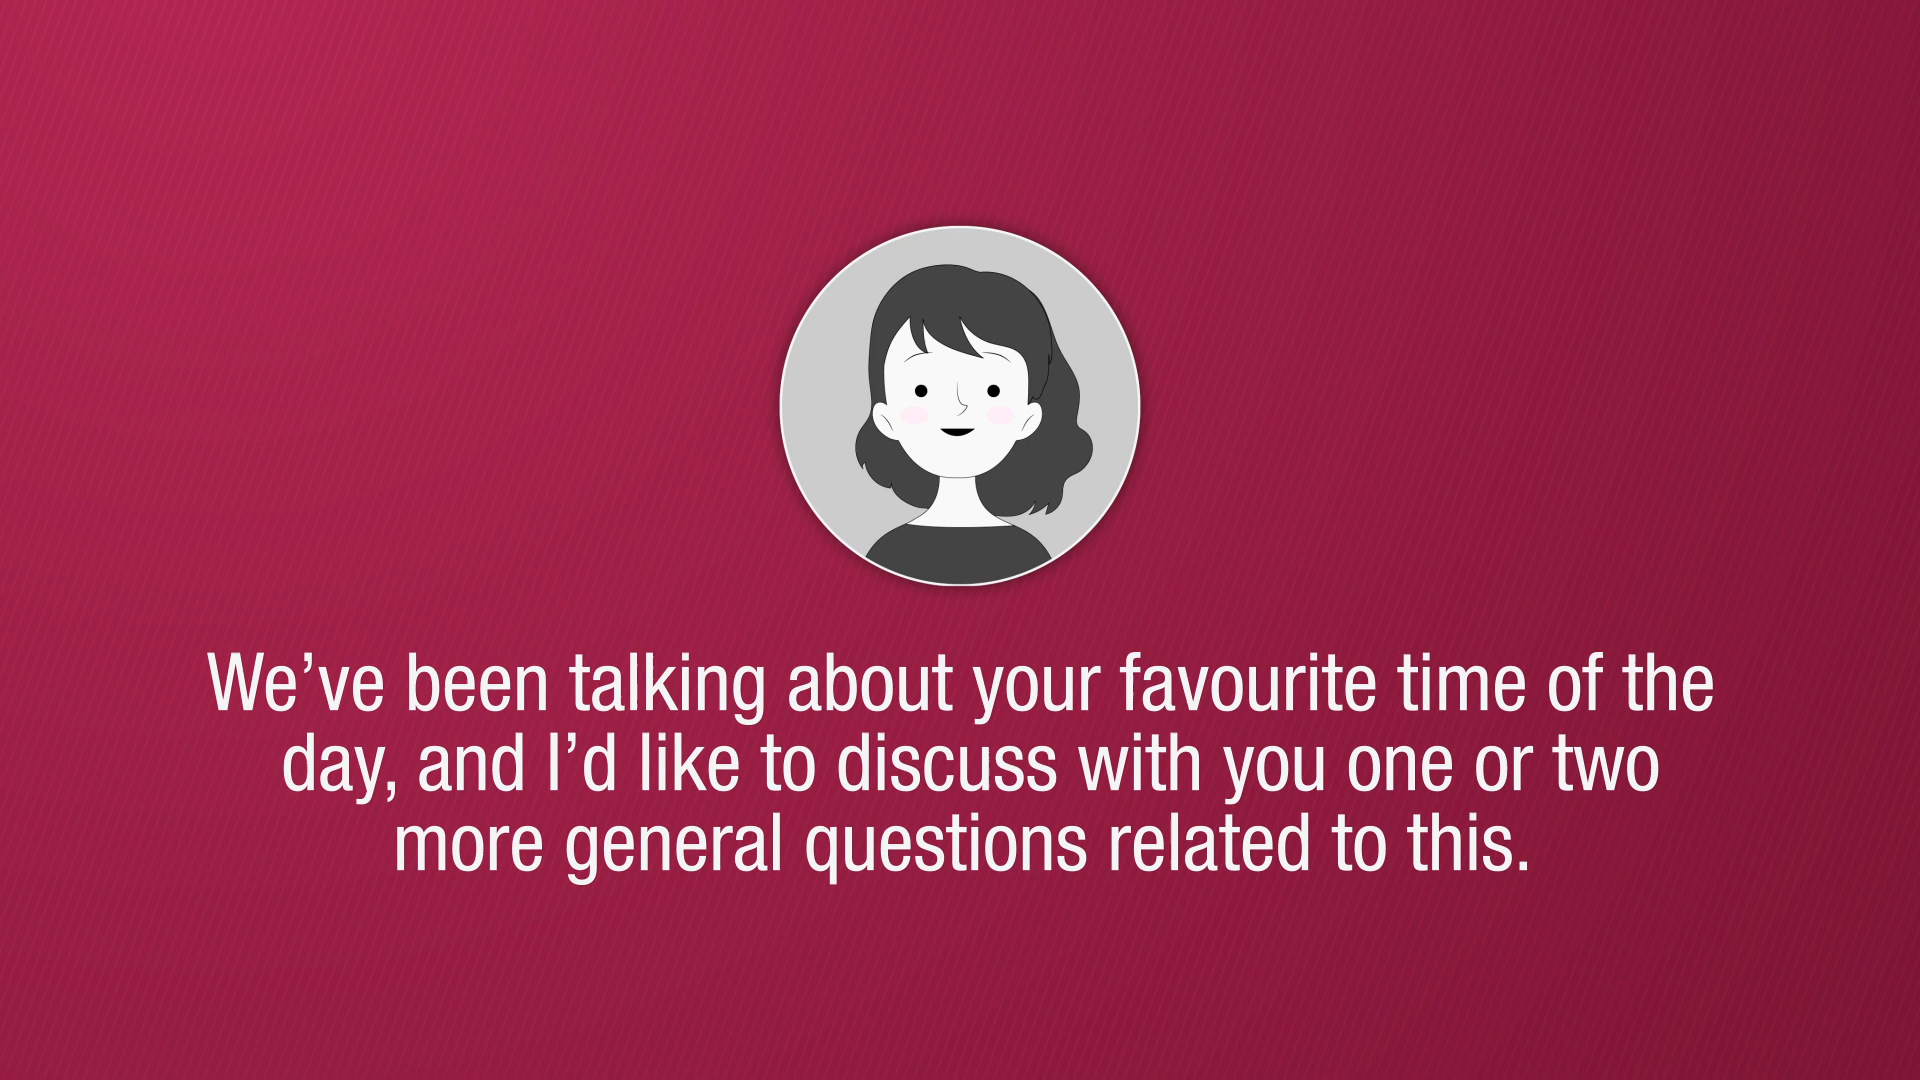 We’ve been talking about your favourite time of the
day, and I’d like to discuss with you one or two
more general questions related to this.